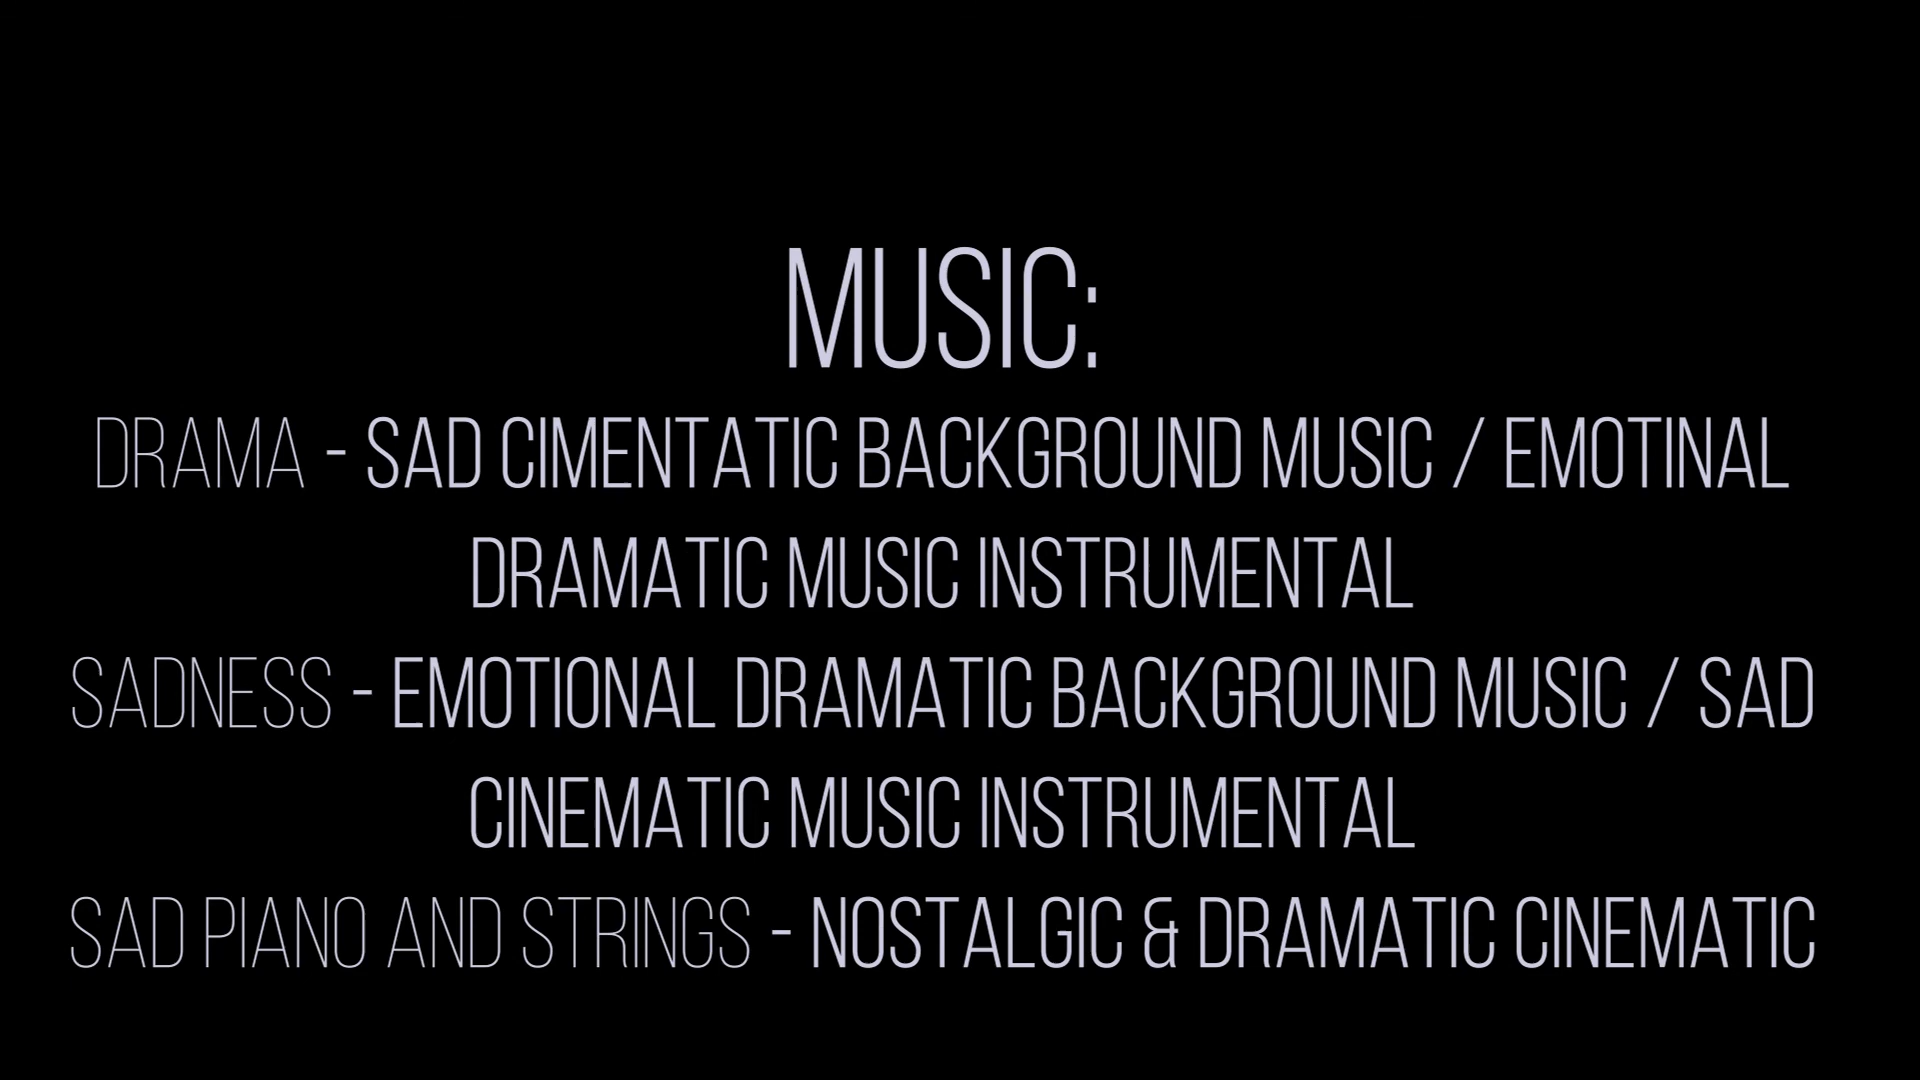 MUSIC:
DRAMA - SAD CIMENTATIC BACKGROUND MUSIC / EMOTINAL
DRAMATIC MUSIC INSTRUMENTAL
SADNESS - EMOTIONAL DRAMATIC BACKGROUND MUSIC / SAD
CINEMATIC MUSIC INSTRUMENTAL
SAD PIANO AND STRINGS - NOSTALGIC & DRAMATIC CINEMATIC